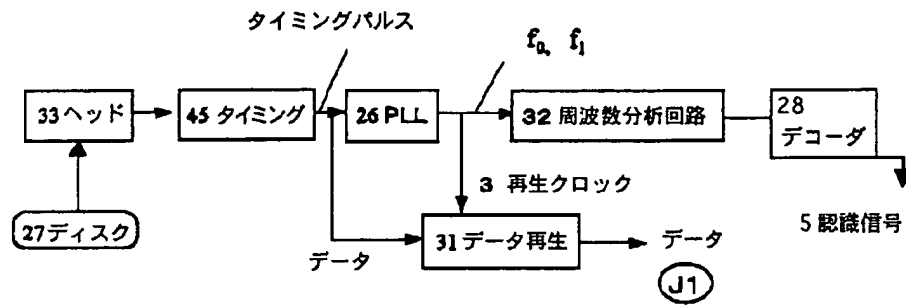 タイミングパルス
f₀、f₁
33ヘッド
45 タイミング
26 PLL
32 周波数分析回路
28
デコーダ
3 再生クロック
5 認識信号
27ディスク
データ
31データ再生
データ
J1